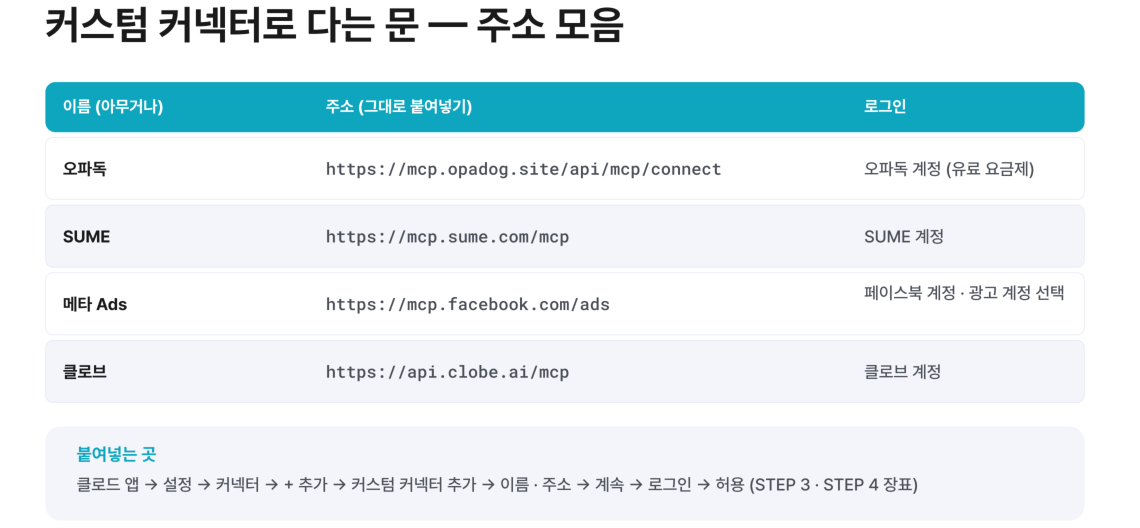 커스텀 커넥터로 다는 문 — 주소 모음
이름 (아무거나) 주소 (그대로 붙여넣기) 로그인
오파독 https://mcp.opadog.site/api/mcp/connect 오파독 계정 (유료 요금제)
SUME https://mcp.sume.com/mcp SUME 계정
메타 Ads https://mcp.facebook.com/ads 페이스북 계정 · 광고 계정 선택
클로브 https://api.clobe.ai/mcp 클로브 계정
붙여넣는 곳
클로드 앱 → 설정 → 커넥터 → + 추가 → 커스텀 커넥터 추가 → 이름 · 주소 → 계속 → 로그인 → 허용 (STEP 3 · STEP 4 장표)